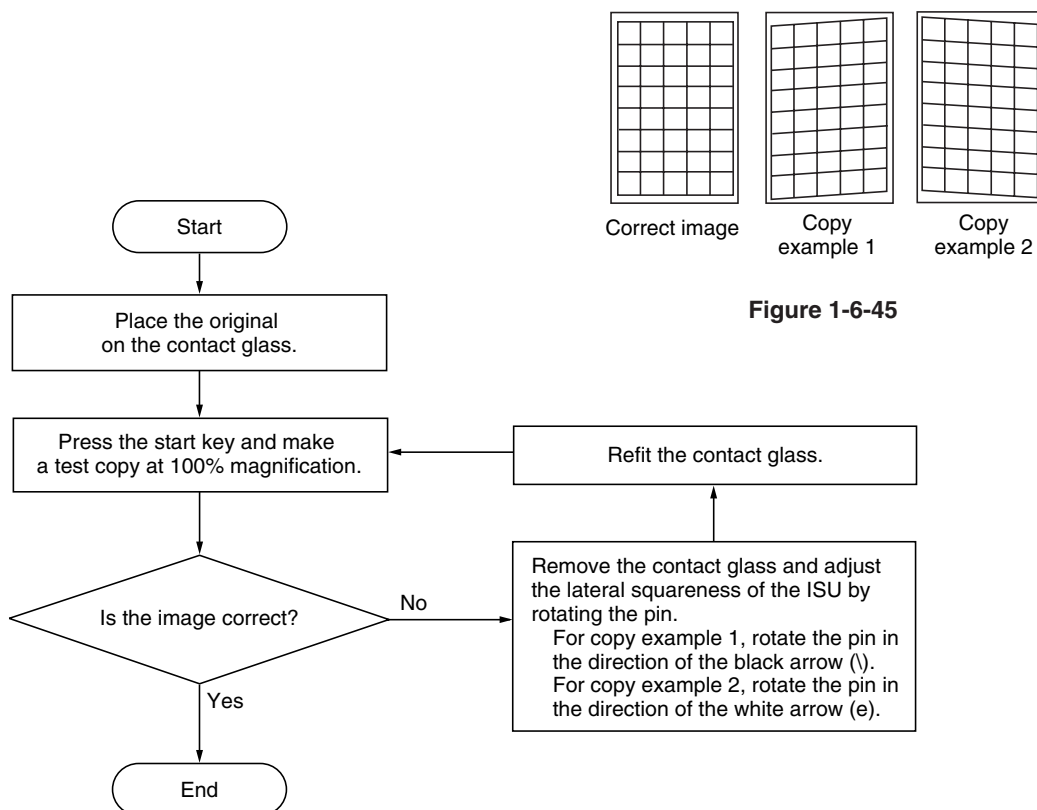 Correct image
Copy
example 1
Copy
example 2
Figure 1-6-45
Start
Place the original
on the contact glass.
Press the start key and make
a test copy at 100% magnification.
Refit the contact glass.
Is the image correct?
No
Remove the contact glass and adjust
the lateral squareness of the ISU by
rotating the pin.
For copy example 1, rotate the pin in
the direction of the black arrow (\).
For copy example 2, rotate the pin in
the direction of the white arrow (e).
Yes
End